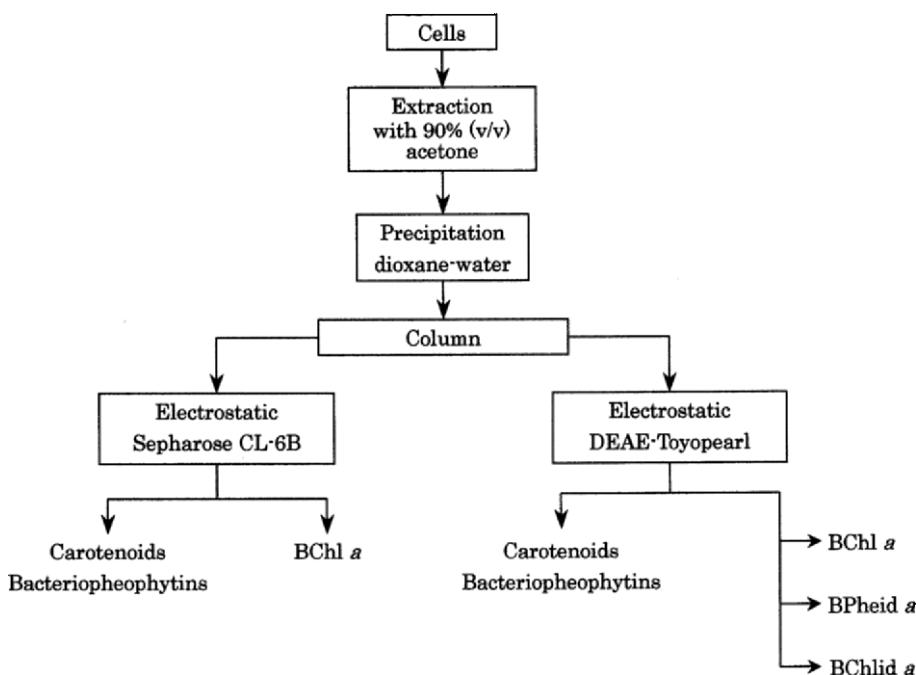 Cells
Extraction
with 90% (v/v)
acetone
Precipitation
dioxane-water
Column
Electrostatic
Sepharose CL-6B
Electrostatic
DEAE-Toyopearl
Carotenoids
Bacteriopheophytins
BChl a
Carotenoids
Bacteriopheophytins
BChl a
BPheid a
BChlid a